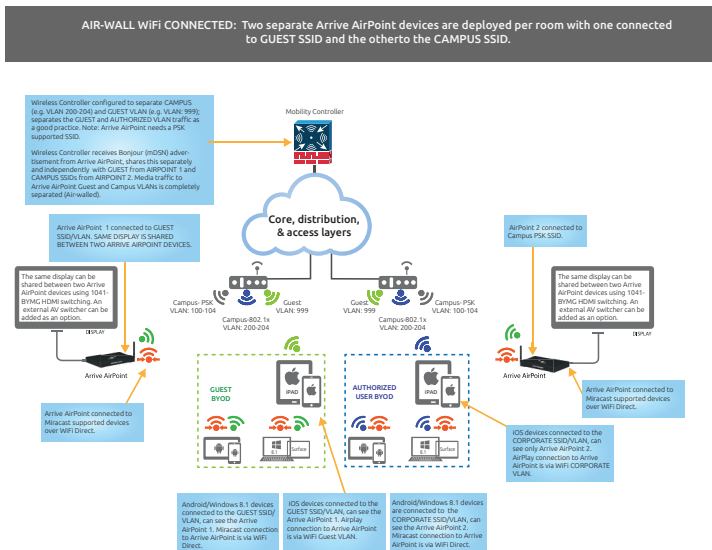 AIR-WALL WiFi CONNECTED: Two separate Arrive AirPoint devices are deployed per room with one connected
to GUEST SSID and the otherto the CAMPUS SSID.
Wireless Controller configured to separate CAMPUS
(e.g. VLAN 200-204) and GUEST VLAN (e.g. VLAN: 999);
separates the GUEST and AUTHORIZED VLAN traffic as
a good practice. Note: Arrive AirPoint needs a PSK
supported SSID.
Wireless Controller receives Bonjour (mDSN) adver-
tisement from Arrive AirPoint, shares this separately
and independently with GUEST from AIRPOINT 1 and
CAMPUS SSIDs from AIRPOINT 2. Media traffic to
Arrive AirPoint Guest and Campus VLANs is completely
separated (Air-walled).
Mobility Controller
Core, distribution,
& access layers
Arrive AirPoint 1 connected to GUEST
SSID/VLAN. SAME DISPLAY IS SHARED
BETWEEN TWO ARRIVE AIRPOINT DEVICES.
AirPoint 2 connected to
Campus PSK SSID.
The same display can be
shared between two Arrive
AirPoint devices using 1041-
BYMG HDMI switching. An
external AV switcher can be
added as an option.
DISPLAY
Arrive AirPoint
Campus- PSK
VLAN: 100-104
Campus-802.1x
VLAN: 200-204
Guest
VLAN: 999
Guest
VLAN: 999
Campus-802.1x
VLAN: 200-204
Campus- PSK
VLAN: 100-104
The same display can be
shared between two Arrive
AirPoint devices using 1041-
BYMG HDMI switching. An
external AV switcher can be
added as an option.
DISPLAY
Arrive AirPoint
Arrive AirPoint connected to
Miracast supported devices
over WiFi Direct.
GUEST
BYOD
iPAD
8.1
Surface
AUTHORIZED
USER BYOD
iPAD
8.1
Surface
Arrive AirPoint connected to
Miracast supported devices
over WiFi Direct.
iOS devices connected to the
CORPORATE SSID/VLAN, can
see only Arrive AirPoint 2.
AirPlay connection to Arrive
AirPoint is via WiFi CORPORATE
VLAN.
Android/Windows 8.1 devices
connected to the GUEST SSID/
VLAN, can see the Arrive
AirPoint 1. Miracast connection
to Arrive AirPoint is via WiFi
Direct.
iOS devices connected to the
GUEST SSID/VLAN, can see the
Arrive AirPoint 1. Airplay
connection to Arrive AirPoint
is via WiFi Guest VLAN.
Android/Windows 8.1 devices
are connected to the
CORPORATE SSID/VLAN, can
see the Arrive AirPoint 2.
Miracast connection to Arrive
AirPoint is via WiFi Direct.